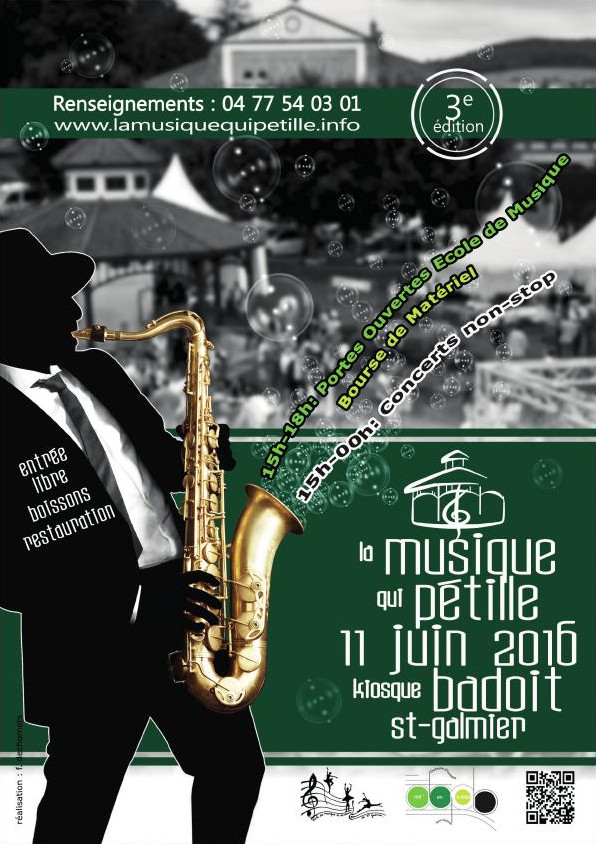 Renseignements : 04 77 54 03 01
www.lamusiquequipetille.info
3e
édition
15h-18h: Portes Ouvertes Ecole de Musique
Bourse de Matériel
15h-00h: Concerts non-stop
entrée
libre
boissons
restauration
la musique
qui pétille
11 juin 2016
kiosque badoit
st-galmier